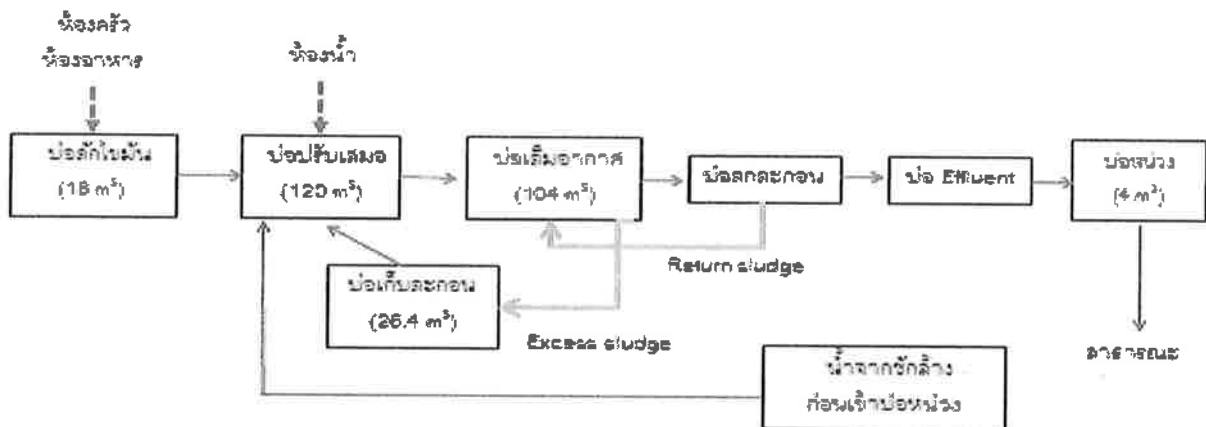 ห้องครัว
ห้องอาหาร
ห้องน้ำ
บ่อดักไขมัน
(18 m³)
บ่อปรับเสมอ
(120 m³)
บ่อเติมอากาศ
(104 m³)
บ่อตกตะกอน
บ่อ Effluent
บ่อหน่วง
(4 m³)
Return sludge
บ่อเก็บตะกอน
(26.4 m³)
Excess sludge
สาธารณะ
น้ำจากซักล้าง
ก่อนเข้าบ่อหน่วง